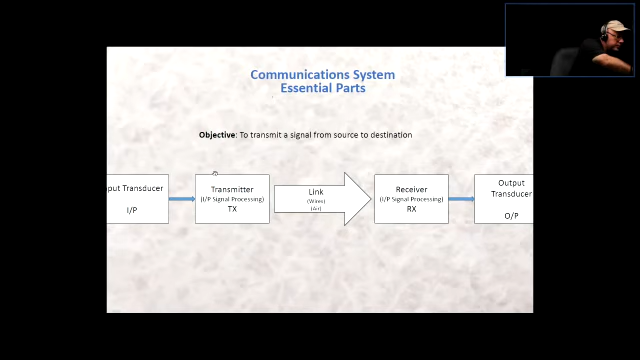 Communications System
Essential Parts
Objective: To transmit a signal from source to destination
put Transducer
I/P
Transmitter
(I/P Signal Processing)
TX
Link
(Wires)
(Air)
Receiver
(I/P Signal Processing)
RX
Output
Transducer
O/P